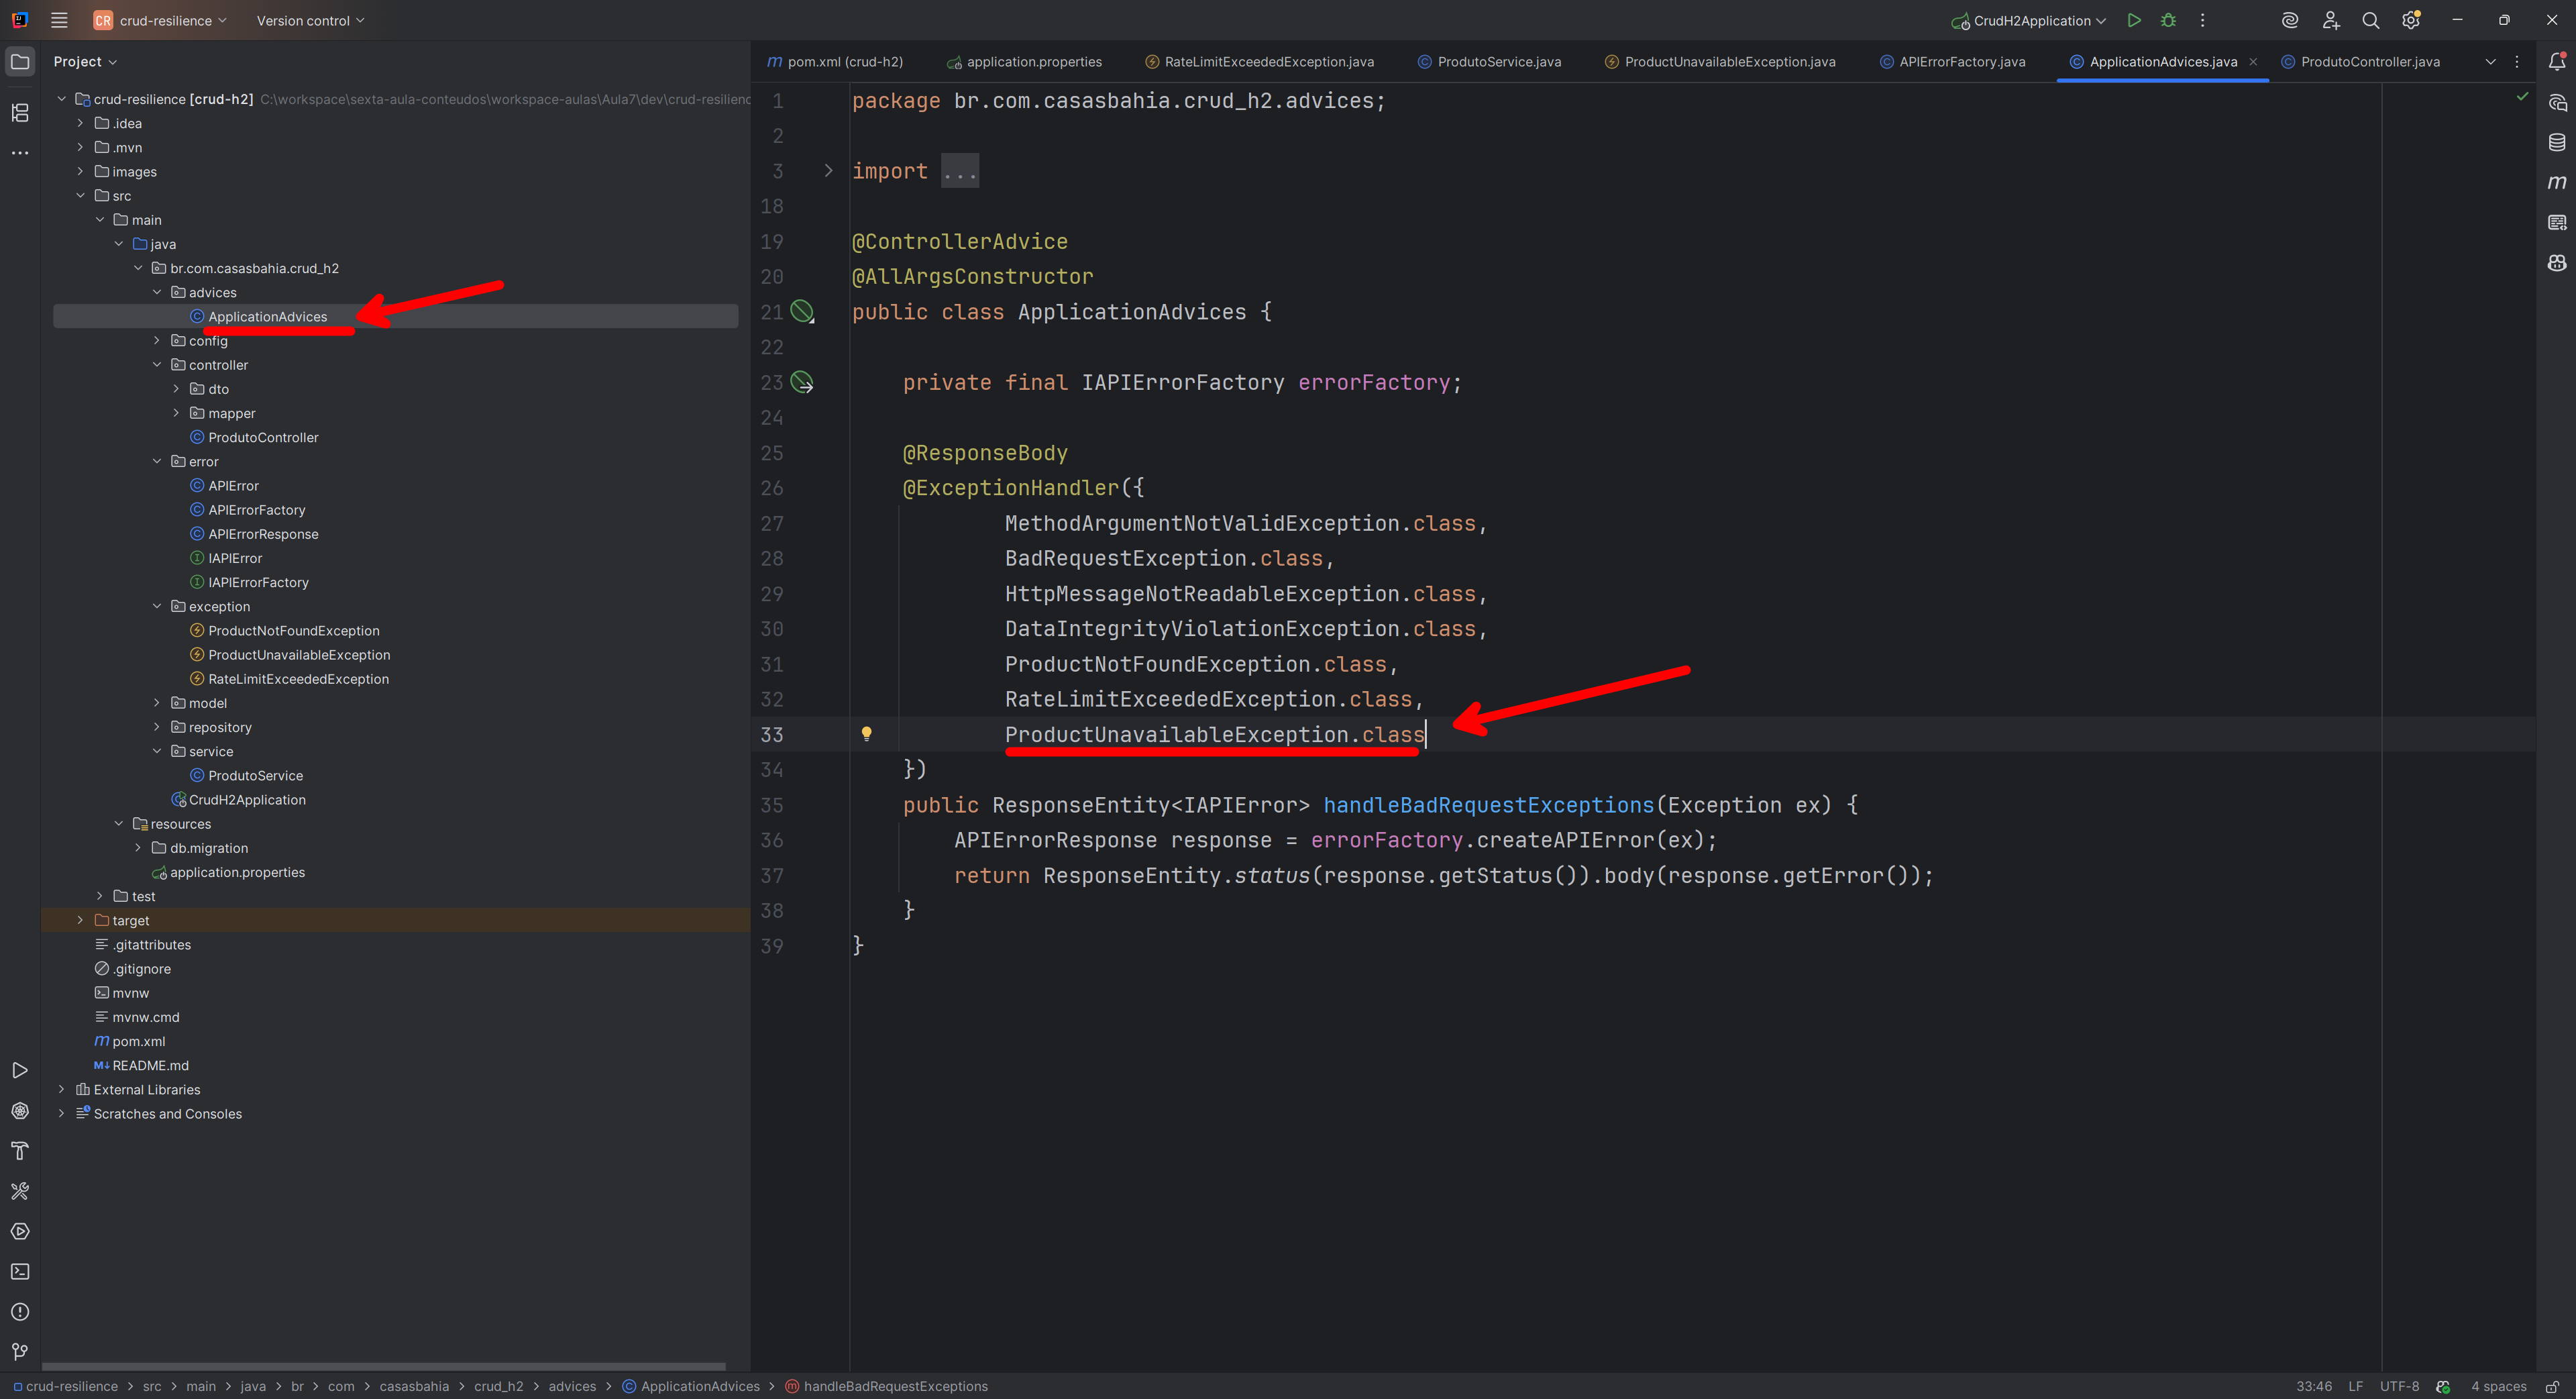 CR crud-resilience Version control CrudH2Application
Project
crud-resilience [crud-h2] C:\workspace\sexta-aula-conteudos\workspace-aulas\Aula7\dev\crud-resilienc
.idea
.mvn
images
src
main
java
br.com.casasbahia.crud_h2
advices
ApplicationAdvices
config
controller
dto
mapper
ProdutoController
error
APIError
APIErrorFactory
APIErrorResponse
IAPIError
IAPIErrorFactory
exception
ProductNotFoundException
ProductUnavailableException
RateLimitExceededException
model
repository
service
ProdutoService
CrudH2Application
resources
db.migration
application.properties
test
target
.gitattributes
.gitignore
mvnw
mvnw.cmd
pom.xml
README.md
External Libraries
Scratches and Consoles
pom.xml (crud-h2) application.properties RateLimitExceededException.java ProdutoService.java ProductUnavailableException.java APIErrorFactory.java ApplicationAdvices.java ProdutoController.java
1 package br.com.casasbahia.crud_h2.advices;
2
3 import ...
18
19 @ControllerAdvice
20 @AllArgsConstructor
21 public class ApplicationAdvices {
22
23 private final IAPIErrorFactory errorFactory;
24
25 @ResponseBody
26 @ExceptionHandler({
27 MethodArgumentNotValidException.class,
28 BadRequestException.class,
29 HttpMessageNotReadableException.class,
30 DataIntegrityViolationException.class,
31 ProductNotFoundException.class,
32 RateLimitExceededException.class,
33 ProductUnavailableException.class
34 })
35 public ResponseEntity<IAPIError> handleBadRequestExceptions(Exception ex) {
36 APIErrorResponse response = errorFactory.createAPIError(ex);
37 return ResponseEntity.status(response.getStatus()).body(response.getError());
38 }
39 }
crud-resilience > src > main > java > br > com > casasbahia > crud_h2 > advices > ApplicationAdvices > handleBadRequestExceptions 33:46 LF UTF-8 4 spaces